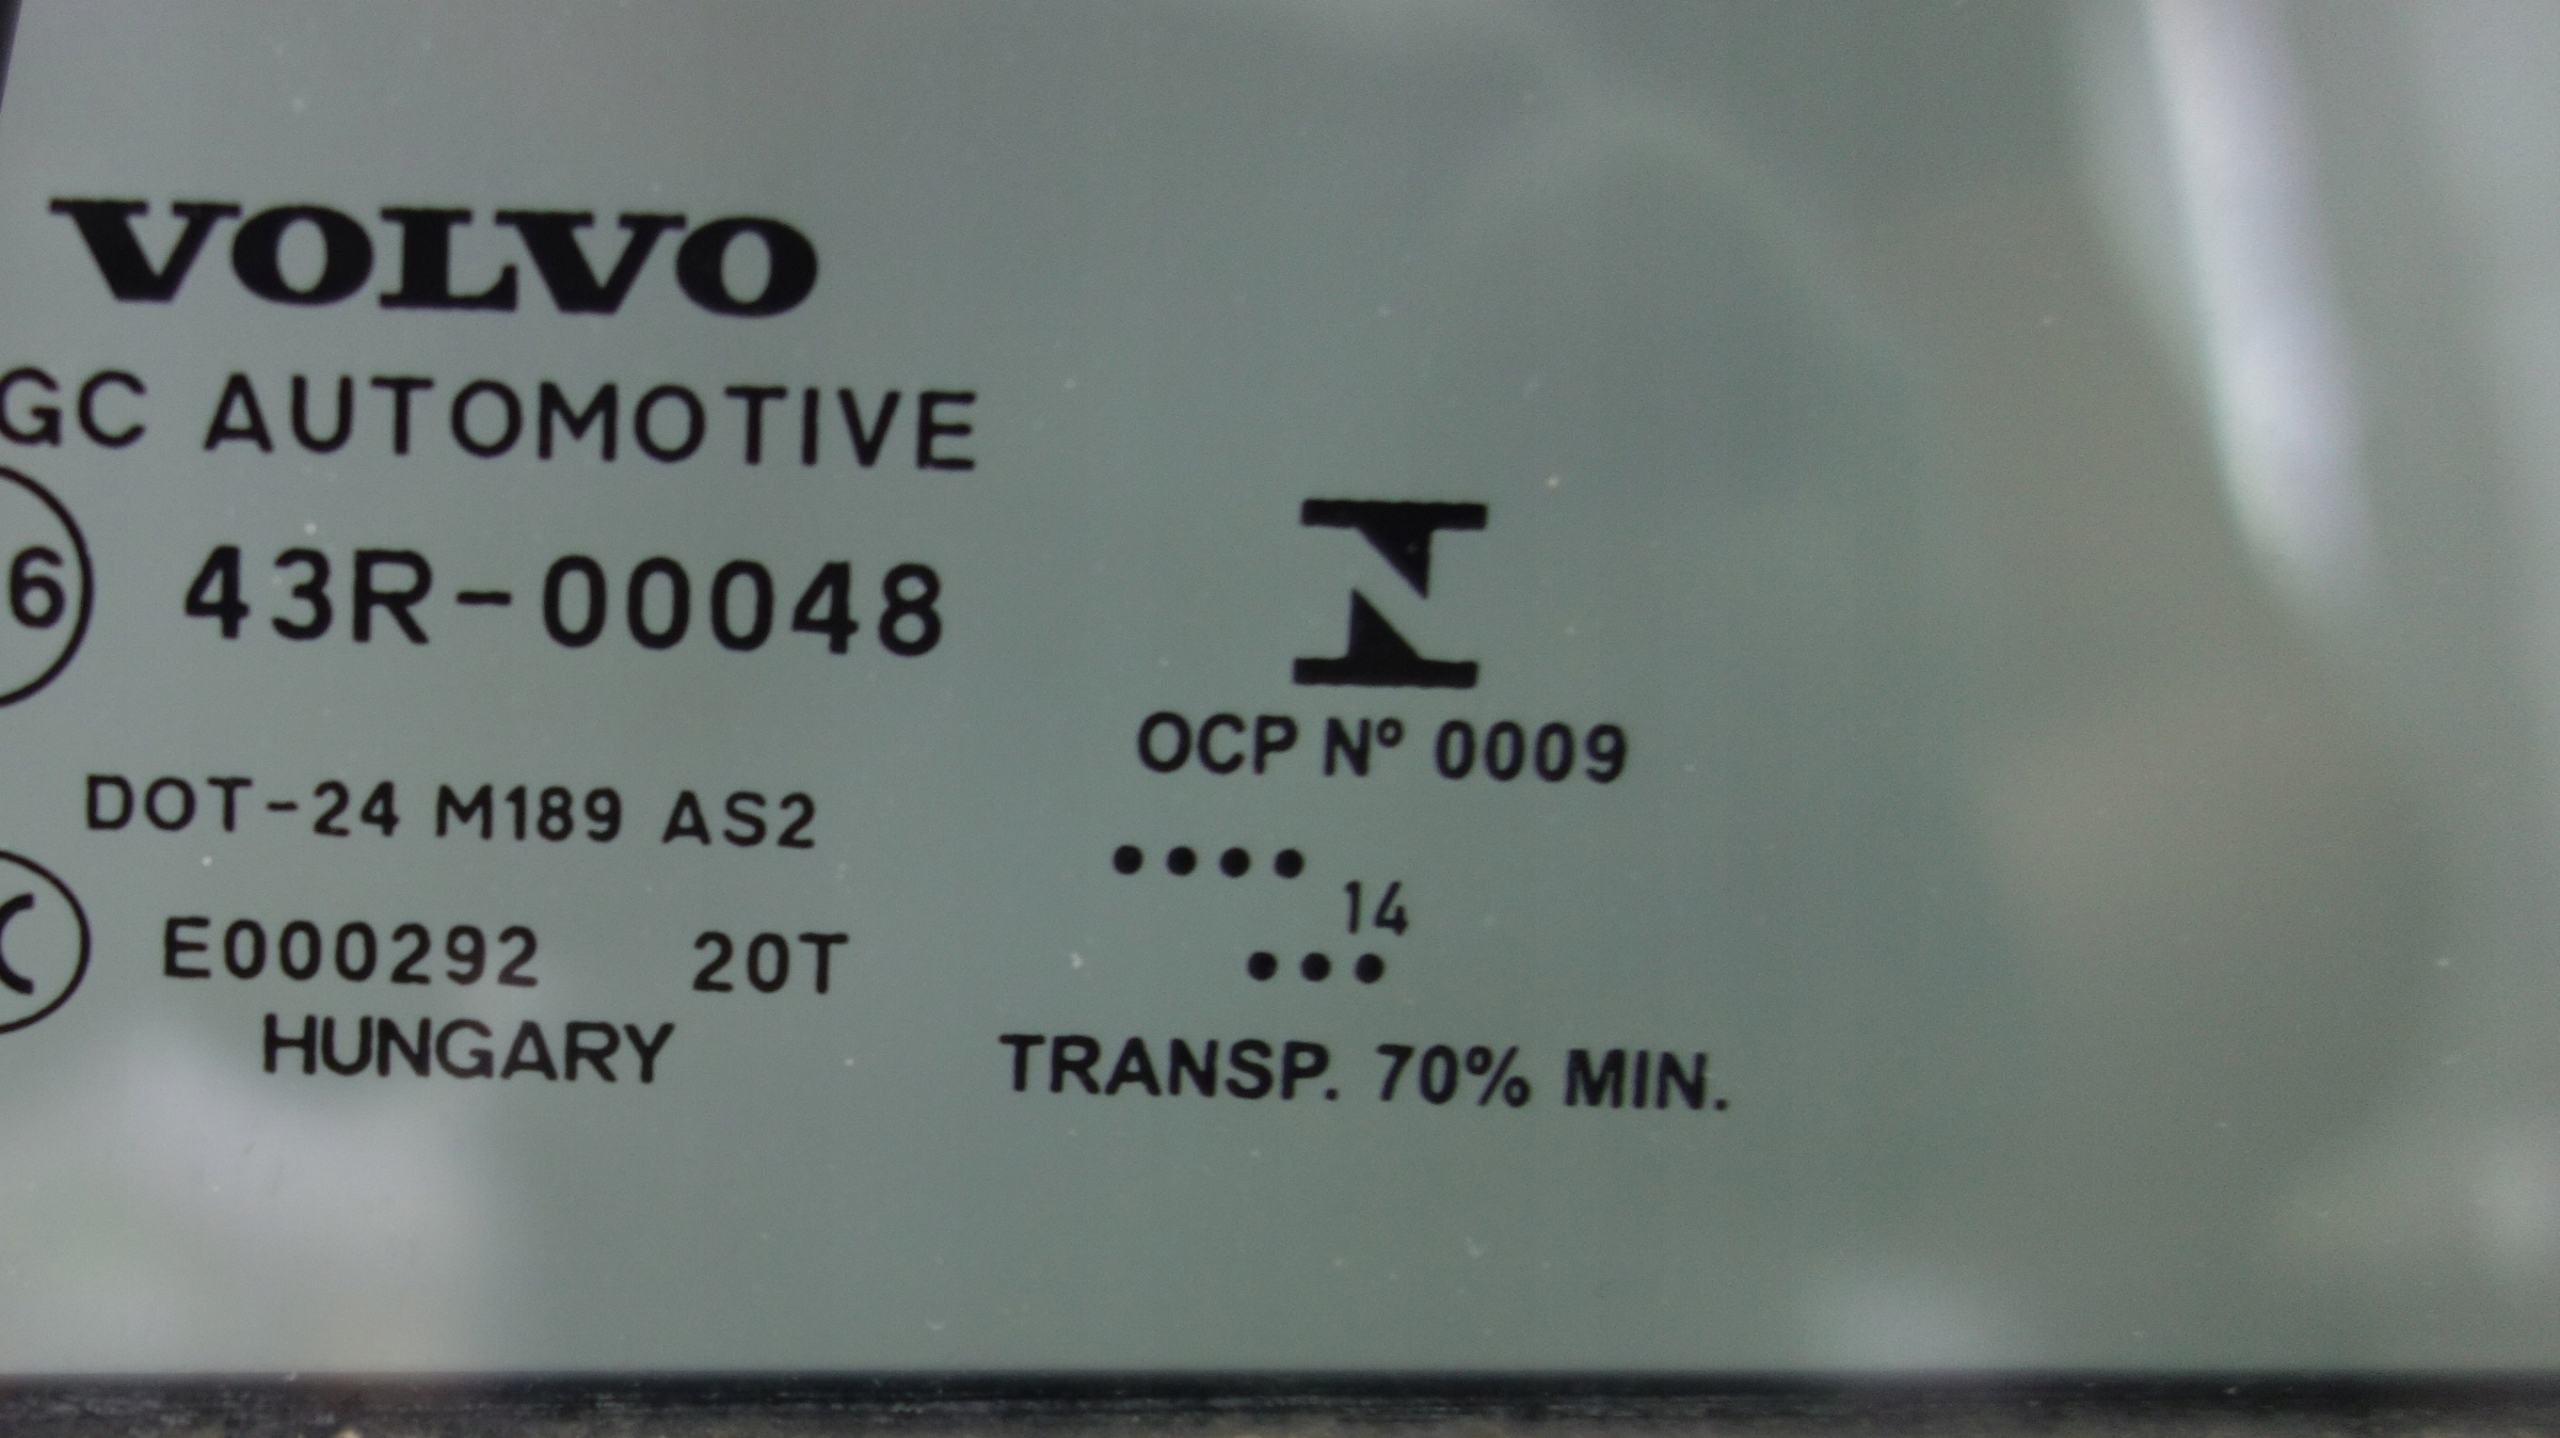 VOLVO
GC AUTOMOTIVE
6 43R-00048
DOT-24 M189 AS2
E000292 20T
HUNGARY
OCP Nº 0009
••••
14
•••
TRANSP. 70% MIN.